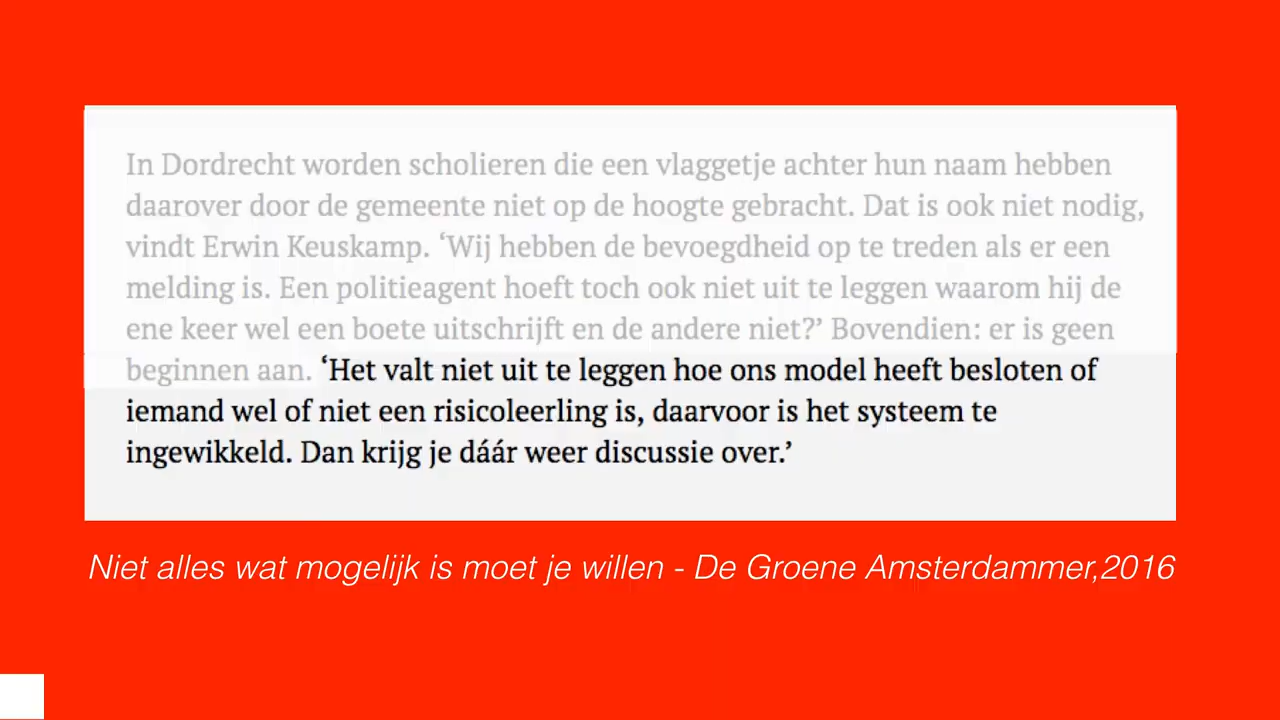 In Dordrecht worden scholieren die een vlaggetje achter hun naam hebben
daarover door de gemeente niet op de hoogte gebracht. Dat is ook niet nodig,
vindt Erwin Keuskamp. ‘Wij hebben de bevoegdheid op te treden als er een
melding is. Een politieagent hoeft toch ook niet uit te leggen waarom hij de
ene keer wel een boete uitschrijft en de andere niet?’ Bovendien: er is geen
beginnen aan. ‘Het valt niet uit te leggen hoe ons model heeft besloten of
iemand wel of niet een risicoleerling is, daarvoor is het systeem te
ingewikkeld. Dan krijg je dáár weer discussie over.’
Niet alles wat mogelijk is moet je willen - De Groene Amsterdammer,2016